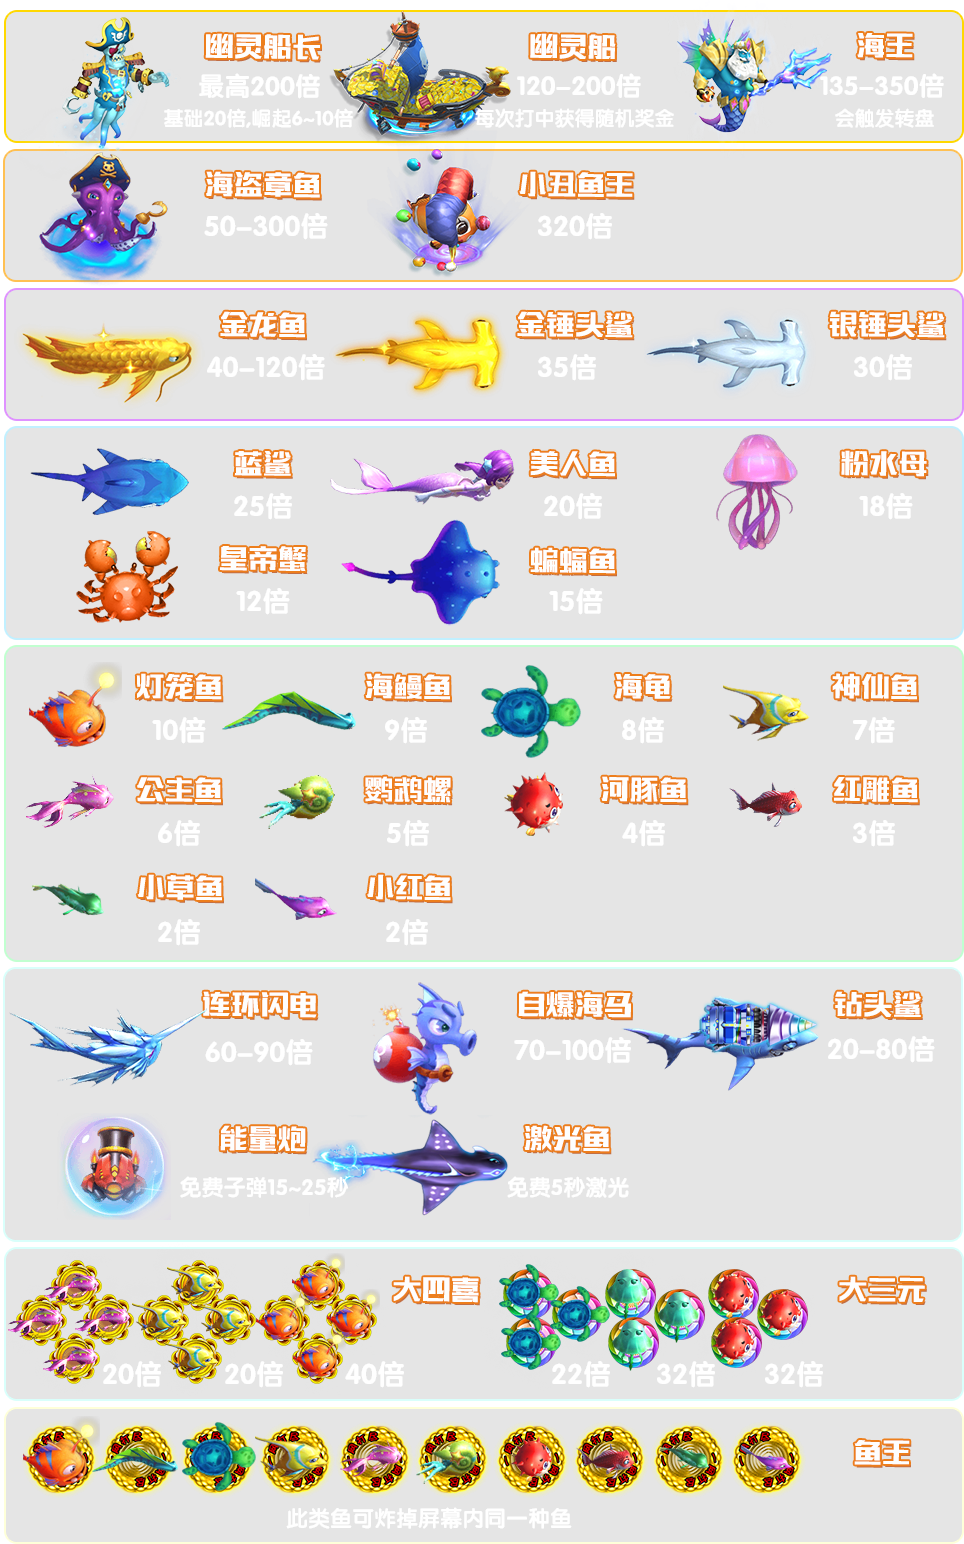 幽灵船长 幽灵船 海王
最高200倍 120-200倍 135-350倍
基础20倍,崛起6~10倍 每次打中获得随机奖金 会触发转盘
海盗章鱼 小丑鱼王
50-300倍 320倍
金龙鱼 金锤头鲨 银锤头鲨
40-120倍 35倍 30倍
蓝鲨 美人鱼 粉水母
25倍 20倍 18倍
皇帝蟹 蝙蝠鱼
12倍 15倍
灯笼鱼 海鳗鱼 海龟 神仙鱼
10倍 9倍 8倍 7倍
公主鱼 鹦鹉螺 河豚鱼 红雕鱼
6倍 5倍 4倍 3倍
小草鱼 小红鱼
2倍 2倍
连环闪电 自爆海马 钻头鲨
60-90倍 70-100倍 20-80倍
能量炮 激光鱼
免费子弹15~25秒 免费5秒激光
大四喜 大三元
20倍 20倍 40倍 22倍 32倍 32倍
鱼王
此类鱼可炸掉屏幕内同一种鱼